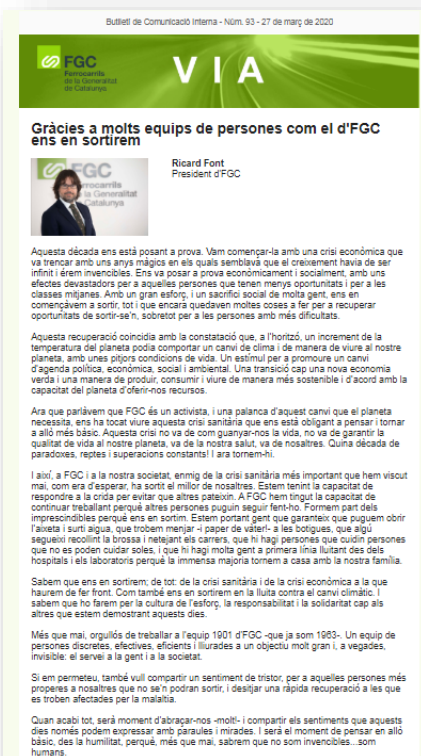 Butlletí de Comunicació Interna - Núm. 93 - 27 de març de 2020
FGC
Ferrocarrils
de la Generalitat
de Catalunya
VIA
Gràcies a molts equips de persones com el d'FGC
ens en sortirem
FGC
Ferrocarrils
la Generalitat
Catalunya
Ricard Font
President d'FGC
Aquesta década ens està posant a prova. Vam començar-la amb una crisi econòmica que
va trencar amb uns anys màgics en els quals semblava que el creixement havia de ser
infinit i érem invencibles. Ens va posar a prova econòmicament i socialment, amb uns
efectes devastadors per a aquelles persones que tenen menys oportunitats i per a les
classes mitjanes. Amb un gran esforç, i un sacrifici social de molta gent, ens en
començàvem a sortir, tot i que encara quedaven moltes coses a fer per a recuperar
oportunitats de sortir-se'n, sobretot per a les persones amb més dificultats.
Aquesta recuperació coincidia amb la constatació que, a l'horitzó, un increment de la
temperatura del planeta podia comportar un canvi de clima i de manera de viure al nostre
planeta, amb unes pitjors condicions de vida. Un estímul per a promoure un canvi
d'agenda política, econòmica, social i ambiental. Una transició cap una nova economia
verda i una manera de produir, consumir i viure de manera més sostenible i d'acord amb la
capacitat del planeta d'oferir-nos recursos.
Ara que parlàvem que FGC és un activista, i una palanca d'aquest canvi que el planeta
necessita, ens ha tocat viure aquesta crisi sanitària que ens està obligant a pensar i tornar
a allò més bàsic. Aquesta crisi no va de com guanyar-nos la vida, no va de garantir la
qualitat de vida al nostre planeta, va de la nostra salut, va de nosaltres. Quina dècada de
paradoxes, reptes i superacions constants! I ara tornem-hi.
I així, a FGC i a la nostra societat, enmig de la crisi sanitària més important que hem viscut
mai, com era d'esperar, ha sortit el millor de nosaltres. Estem tenint la capacitat de
respondre a la crida per evitar que altres pateixin. A FGC hem tingut la capacitat de
continuar treballant perquè altres persones puguin seguir fent-ho. Formem part dels
imprescindibles perquè ens en sortim. Estem portant gent que garanteix que puguem obrir
l'aixeta i surti aigua, que trobem menjar -i paper de vàter!- a les botigues, que algú
segueixi recollint la brossa i netejant els carrers, que hi hagi persones que cuidin persones
que no es poden cuidar soles, i que hi hagi molta gent a primera línia lluitant des dels
hospitals i els laboratoris perquè la immensa majoria tornem a casa amb la nostra família.
Sabem que ens en sortirem; de tot: de la crisi sanitària i de la crisi econòmica a la que
haurem de fer front. Com també ens en sortirem en la lluita contra el canvi climàtic. I
sabem que ho farem per la cultura de l'esforç, la responsabilitat i la solidaritat cap als
altres que estem demostrant aquests dies.
Més que mai, orgullós de treballar a l'equip 1901 d'FGC -que ja som 1963-. Un equip de
persones discretes, efectives, eficients i lliurades a un objectiu molt gran i, a vegades,
invisible: el servei a la gent i a la societat.
Si em permeteu, també vull compartir un sentiment de tristor, per a aquelles persones més
properes a nosaltres que no se'n podran sortir, i desitjar una ràpida recuperació a les que
es troben afectades per la malaltia.
Quan acabi tot, serà moment d'abraçar-nos -molt!- i compartir els sentiments que aquests
dies només podem expressar amb paraules i mirades. I serà el moment de pensar en allò
bàsic, des de la humilitat, perquè, més que mai, sabrem que no som invencibles...som
humans.